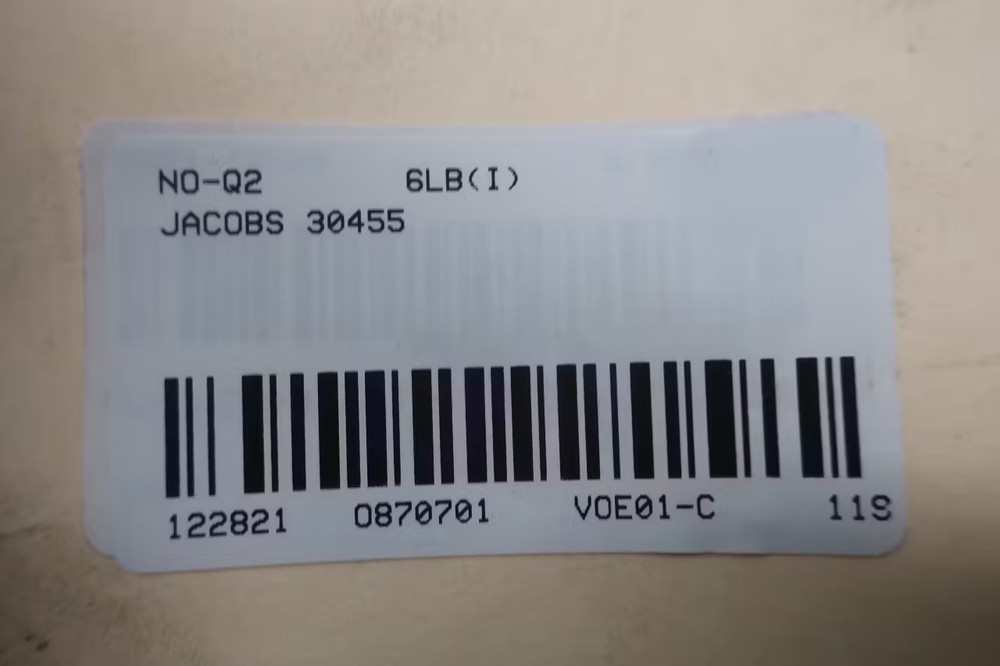 NO-Q2 6LB(I)
JACOBS 30455
122821 0870701 VOE01-C 11S